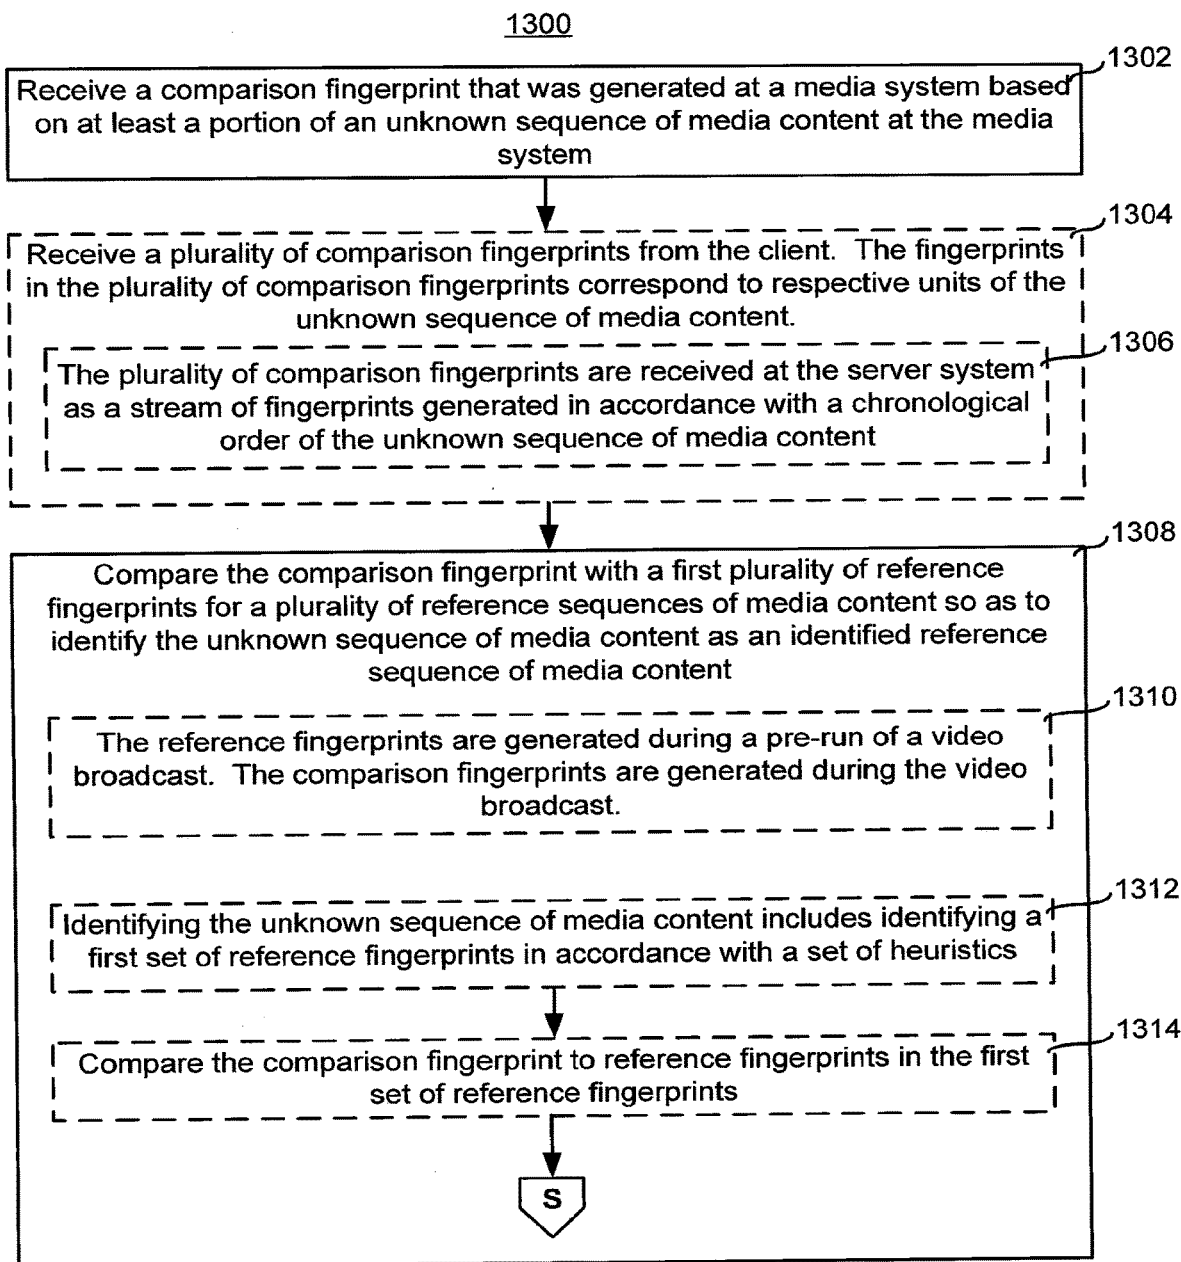 1300
1302
Receive a comparison fingerprint that was generated at a media system based
on at least a portion of an unknown sequence of media content at the media
system
1304
Receive a plurality of comparison fingerprints from the client. The fingerprints
in the plurality of comparison fingerprints correspond to respective units of the
unknown sequence of media content.
1306
The plurality of comparison fingerprints are received at the server system
as a stream of fingerprints generated in accordance with a chronological
order of the unknown sequence of media content
1308
Compare the comparison fingerprint with a first plurality of reference
fingerprints for a plurality of reference sequences of media content so as to
identify the unknown sequence of media content as an identified reference
sequence of media content
1310
The reference fingerprints are generated during a pre-run of a video
broadcast. The comparison fingerprints are generated during the video
broadcast.
1312
Identifying the unknown sequence of media content includes identifying a
first set of reference fingerprints in accordance with a set of heuristics
1314
Compare the comparison fingerprint to reference fingerprints in the first
set of reference fingerprints
S